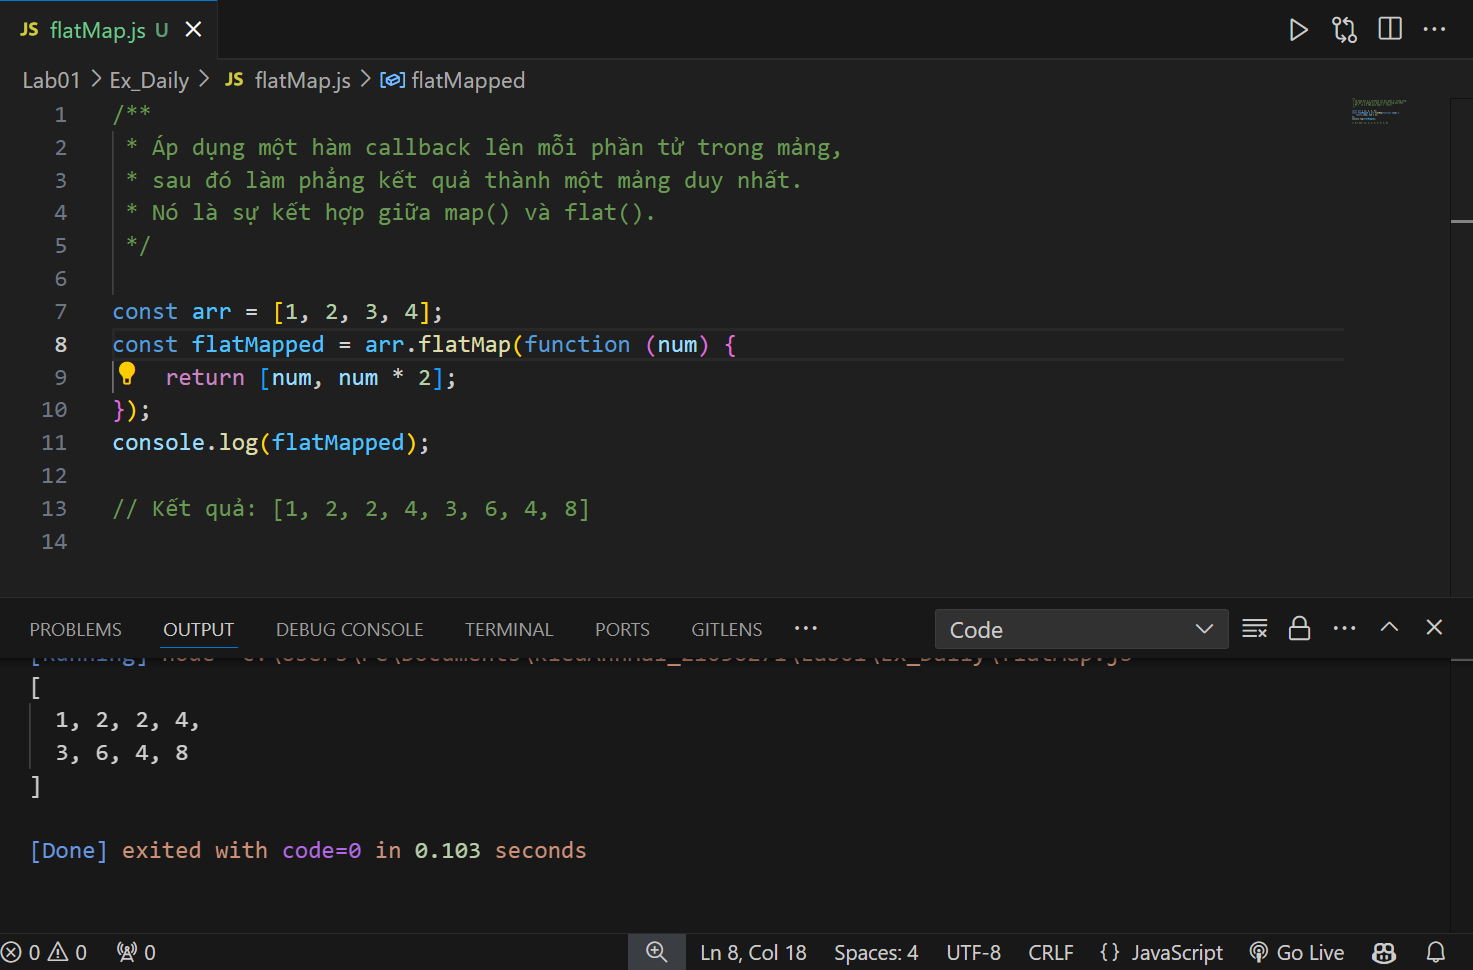 JS flatMap.js U
Lab01 > Ex_Daily > JS flatMap.js > flatMapped
1 /**
2 * Áp dụng một hàm callback lên mỗi phần tử trong mảng,
3 * sau đó làm phẳng kết quả thành một mảng duy nhất.
4 * Nó là sự kết hợp giữa map() và flat().
5 */
6
7 const arr = [1, 2, 3, 4];
8 const flatMapped = arr.flatMap(function (num) {
9 return [num, num * 2];
10 });
11 console.log(flatMapped);
12
13 // Kết quả: [1, 2, 2, 4, 3, 6, 4, 8]
14
PROBLEMS OUTPUT DEBUG CONSOLE TERMINAL PORTS GITLENS ··· Code
[Running] node
[
1, 2, 2, 4,
3, 6, 4, 8
]
[Done] exited with code=0 in 0.103 seconds
0 0 0 Ln 8, Col 18 Spaces: 4 UTF-8 CRLF {} JavaScript Go Live